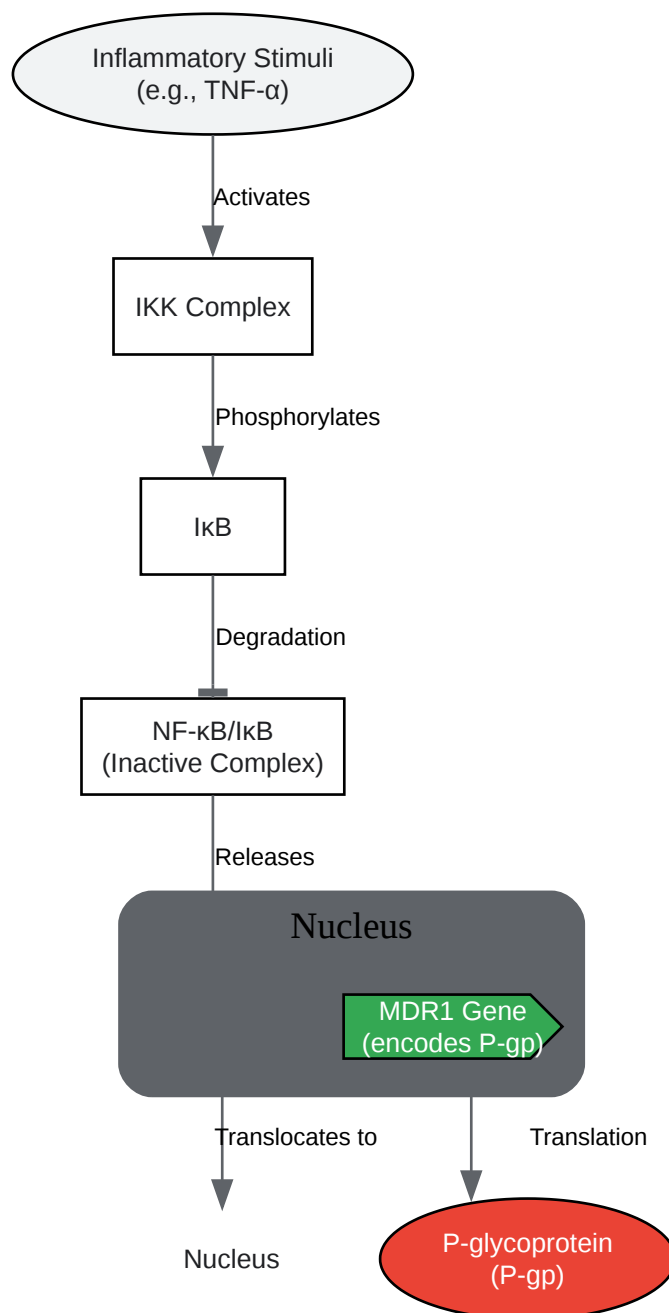 Inflammatory Stimuli
(e.g., TNF-α)
Activates
IKK Complex
Phosphorylates
IκB
Degradation
NF-κB/IκB
(Inactive Complex)
Releases
Nucleus
MDR1 Gene
(encodes P-gp)
Translocates to
Translation
Nucleus
P-glycoprotein
(P-gp)